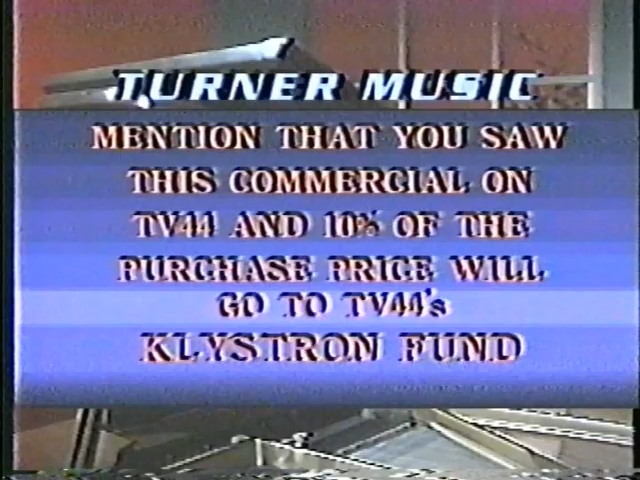 TURNER MUSIC
MENTION THAT YOU SAW
THIS COMMERCIAL ON
TV44 AND 10% OF THE
PURCHASE PRICE WILL
GO TO TV44's
KLYSTRON FUND